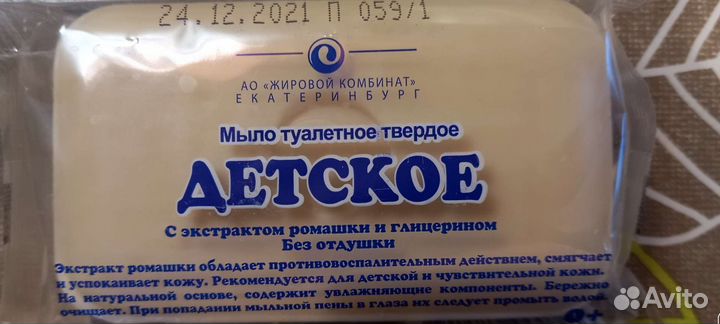 24.12.2021 П 059/1
АО «ЖИРОВОЙ КОМБИНАТ»
ЕКАТЕРИНБУРГ
Мыло туалетное твердое
ДЕТСКОЕ
С экстрактом ромашки и глицерином
Без отдушки
Экстракт ромашки обладает противовоспалительным действием, смягчает
и успокаивает кожу. Рекомендуется для детской и чувствительной кожи.
На натуральной основе, содержит увлажняющие компоненты. Бережно
очищает. При попадании мыльной пены в глаза их следует промыть водой.
0+
Avito